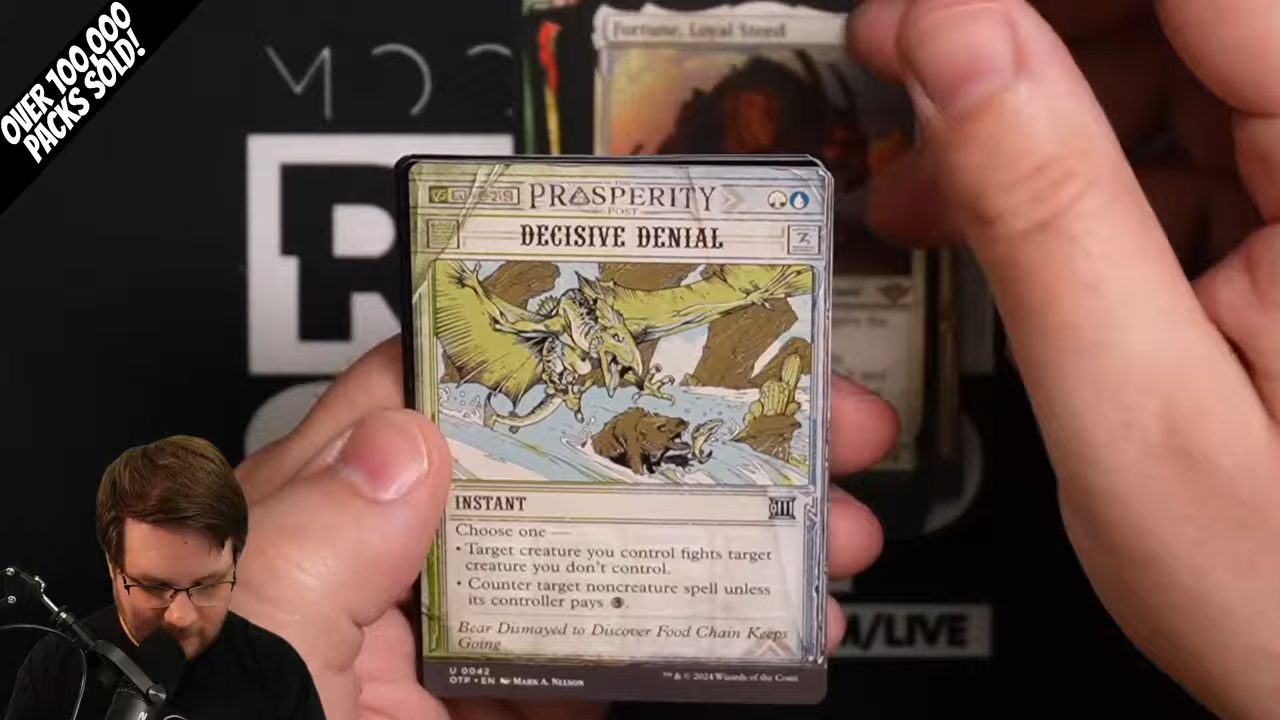 OVER 100,000
PACKS SOLD!
Fortune, Loyal Steed
THE
PROSPERITY
POST
DECISIVE DENIAL
INSTANT
Choose one —
• Target creature you control fights target
creature you don't control.
• Counter target noncreature spell unless
its controller pays 3.
Bear Dismayed to Discover Food Chain Keeps
Going
U 0042
OTP • EN MARK A. NELSON
™ & © 2024 Wizards of the Coast
M/LIVE